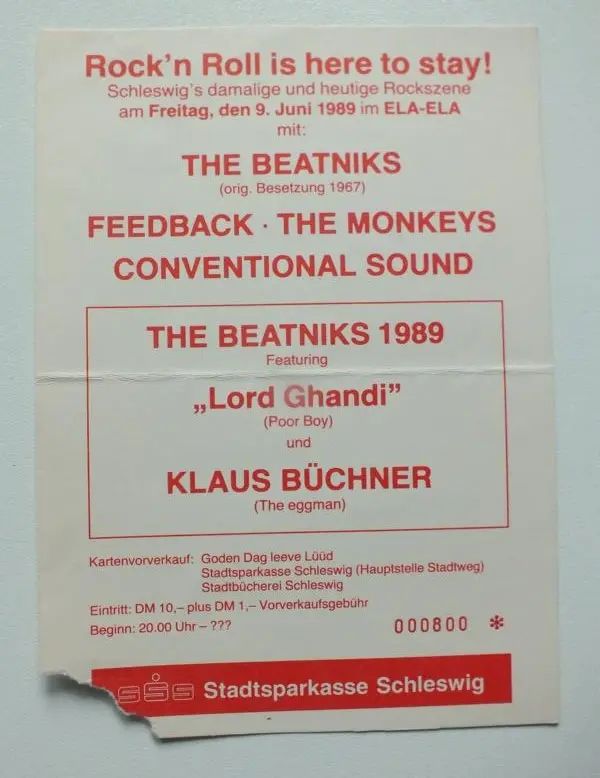 Rock'n Roll is here to stay!
Schleswig's damalige und heutige Rockszene
am Freitag, den 9. Juni 1989 im ELA-ELA
mit:
THE BEATNIKS
(orig. Besetzung 1967)
FEEDBACK · THE MONKEYS
CONVENTIONAL SOUND
THE BEATNIKS 1989
Featuring
„Lord Ghandi”
(Poor Boy)
und
KLAUS BÜCHNER
(The eggman)
Kartenvorverkauf: Goden Dag leeve Lüüd
Stadtsparkasse Schleswig (Hauptstelle Stadtweg)
Stadtbücherei Schleswig
Eintritt: DM 10,– plus DM 1,– Vorverkaufsgebühr
Beginn: 20.00 Uhr – ???
000800 *
sSs Stadtsparkasse Schleswig